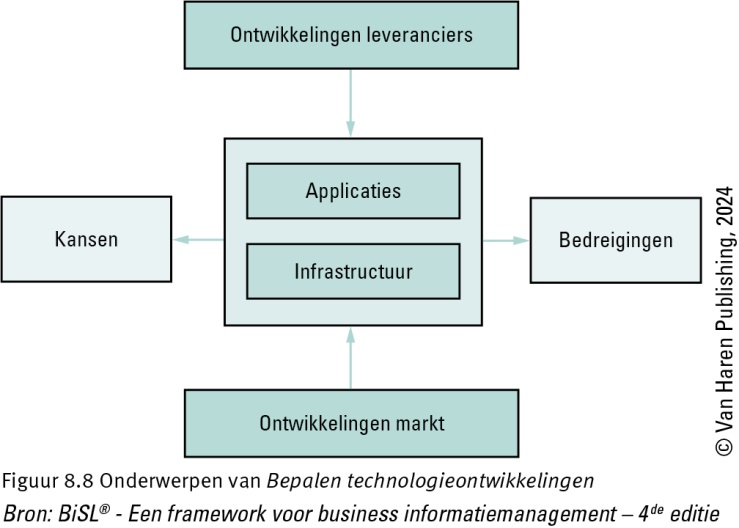 Ontwikkelingen leveranciers
Applicaties
Kansen
Infrastructuur
Bedreigingen
Ontwikkelingen markt
© Van Haren Publishing, 2024
Figuur 8.8 Onderwerpen van Bepalen technologieontwikkelingen
Bron: BiSL® - Een framework voor business informatiemanagement – 4de editie